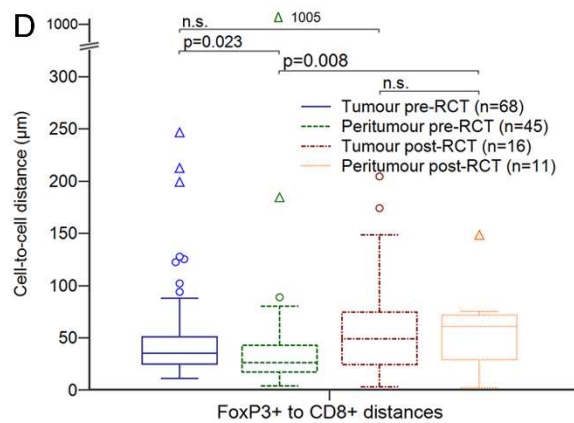 D
1000
n.s.
1005
p=0.023
p=0.008
n.s.
300
250
200
150
100
50
0
Cell-to-cell distance (µm)
Tumour pre-RCT (n=68)
Peritumour pre-RCT (n=45)
Tumour post-RCT (n=16)
Peritumour post-RCT (n=11)
FoxP3+ to CD8+ distances